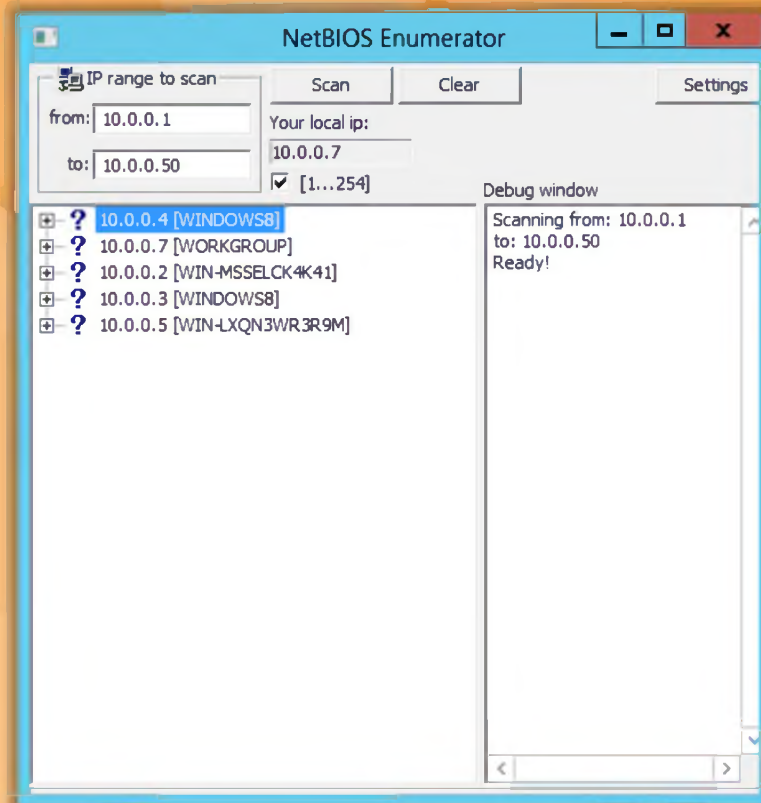 NetBIOS Enumerator
IP range to scan
Scan
Clear
Settings
from: 10.0.0.1
Your local ip:
10.0.0.7
to: 10.0.0.50
[1...254]
Debug window
? 10.0.0.4 [WINDOWS8]
? 10.0.0.7 [WORKGROUP]
? 10.0.0.2 [WIN-MSSELCK4K41]
? 10.0.0.3 [WINDOWS8]
? 10.0.0.5 [WIN-LXQN3WR3R9M]
Scanning from: 10.0.0.1
to: 10.0.0.50
Ready!